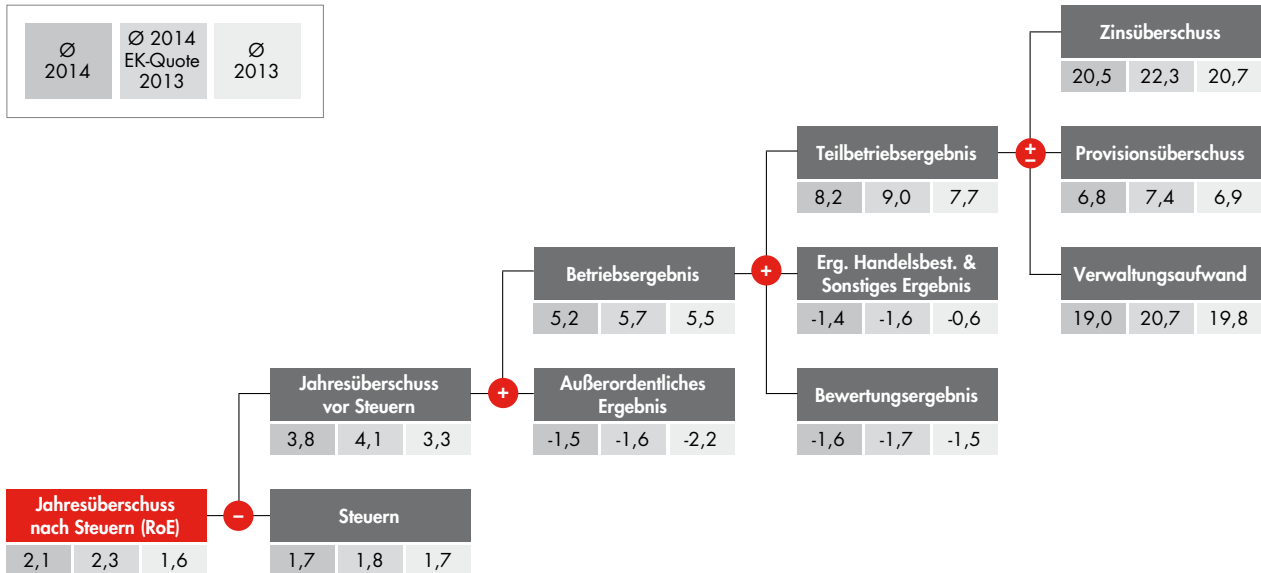 Ø
2014
Ø 2014
EK-Quote
2013
Ø
2013
Zinsüberschuss
20,5 22,3 20,7
Teilbetriebsergebnis
8,2 9,0 7,7
+
–
Provisionsüberschuss
6,8 7,4 6,9
Verwaltungsaufwand
19,0 20,7 19,8
Betriebsergebnis
5,2 5,7 5,5
+
Erg. Handelsbest. &
Sonstiges Ergebnis
-1,4 -1,6 -0,6
Bewertungsergebnis
-1,6 -1,7 -1,5
Jahresüberschuss
vor Steuern
3,8 4,1 3,3
+
Außerordentliches
Ergebnis
-1,5 -1,6 -2,2
Jahresüberschuss
nach Steuern (RoE)
2,1 2,3 1,6
–
Steuern
1,7 1,8 1,7